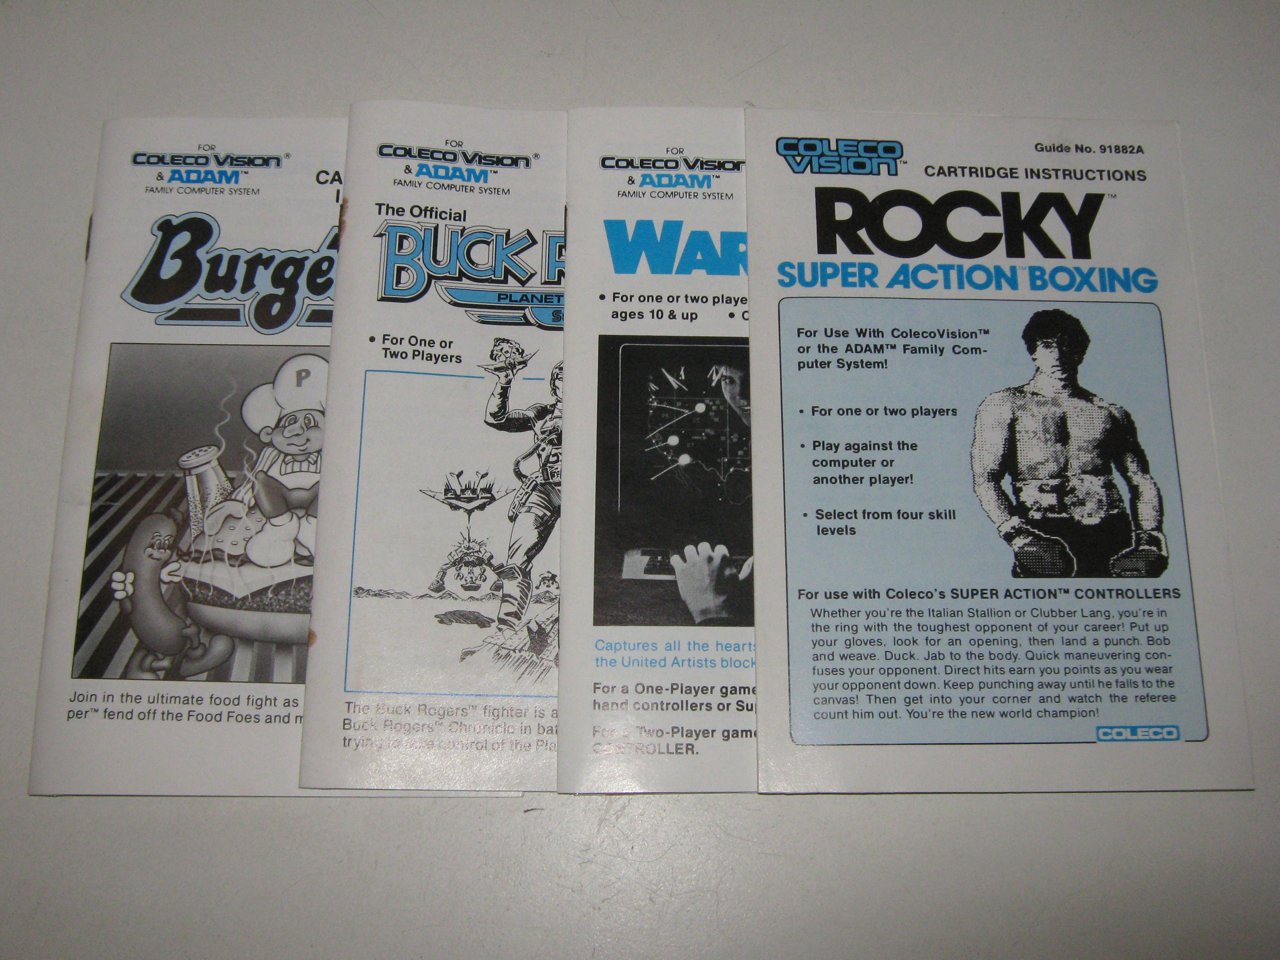 FOR
COLECO VISION®
& ADAM™
FAMILY COMPUTER SYSTEM
CA
I
Burge
P
Join in the ultimate food fight as
per™ fend off the Food Foes and m
FOR
COLECO VISION®
& ADAM™
FAMILY COMPUTER SYSTEM
The Official
BUCK R
PLANET
• For One or
Two Players
The Buck Rogers™ fighter is a
Buck Rogers™ Chronicle in bat
trying to take control of the Pla
FOR
COLECO VISION
& ADAM™
FAMILY COMPUTER SYSTEM
WAR
• For one or two playe
ages 10 & up • C
Captures all the heart
the United Artists block
For a One-Player game
hand controllers or Su
For a Two-Player game
CONTROLLER.
COLECO
VISION™
Guide No. 91882A
CARTRIDGE INSTRUCTIONS
ROCKY™
SUPER ACTION™ BOXING
For Use With ColecoVision™
or the ADAM™ Family Com-
puter System!
• For one or two players
• Play against the
computer or
another player!
• Select from four skill
levels
For use with Coleco's SUPER ACTION™ CONTROLLERS
Whether you're the Italian Stallion or Clubber Lang, you're in
the ring with the toughest opponent of your career! Put up
your gloves, look for an opening, then land a punch. Bob
and weave. Duck. Jab to the body. Quick maneuvering con-
fuses your opponent. Direct hits earn you points as you wear
your opponent down. Keep punching away until he falls to the
canvas! Then get into your corner and watch the referee
count him out. You're the new world champion!
COLECO